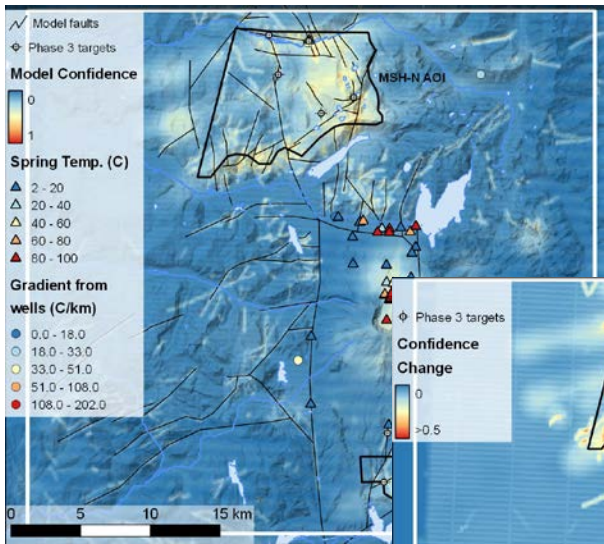 Model faults
Phase 3 targets
Model Confidence
0
1
Spring Temp. (C)
2 - 20
20 - 40
40 - 60
60 - 80
80 - 100
Gradient from
wells (C/km)
0.0 - 18.0
18.0 - 33.0
33.0 - 51.0
51.0 - 108.0
108.0 - 202.0
MSH-N AOI
Phase 3 targets
Confidence
Change
0
>0.5
0 5 10 15 km